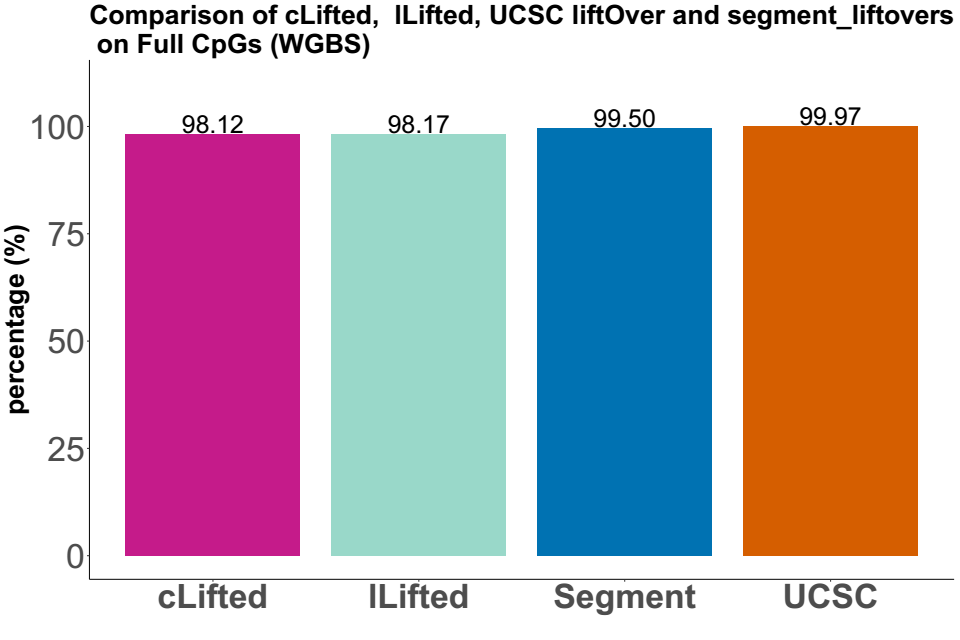 Comparison of cLifted,  lLifted, UCSC liftOver and segment_liftovers
on Full CpGs (WGBS)
percentage (%)
100
75
50
25
0
98.12
98.17
99.50
99.97
cLifted
lLifted
Segment
UCSC